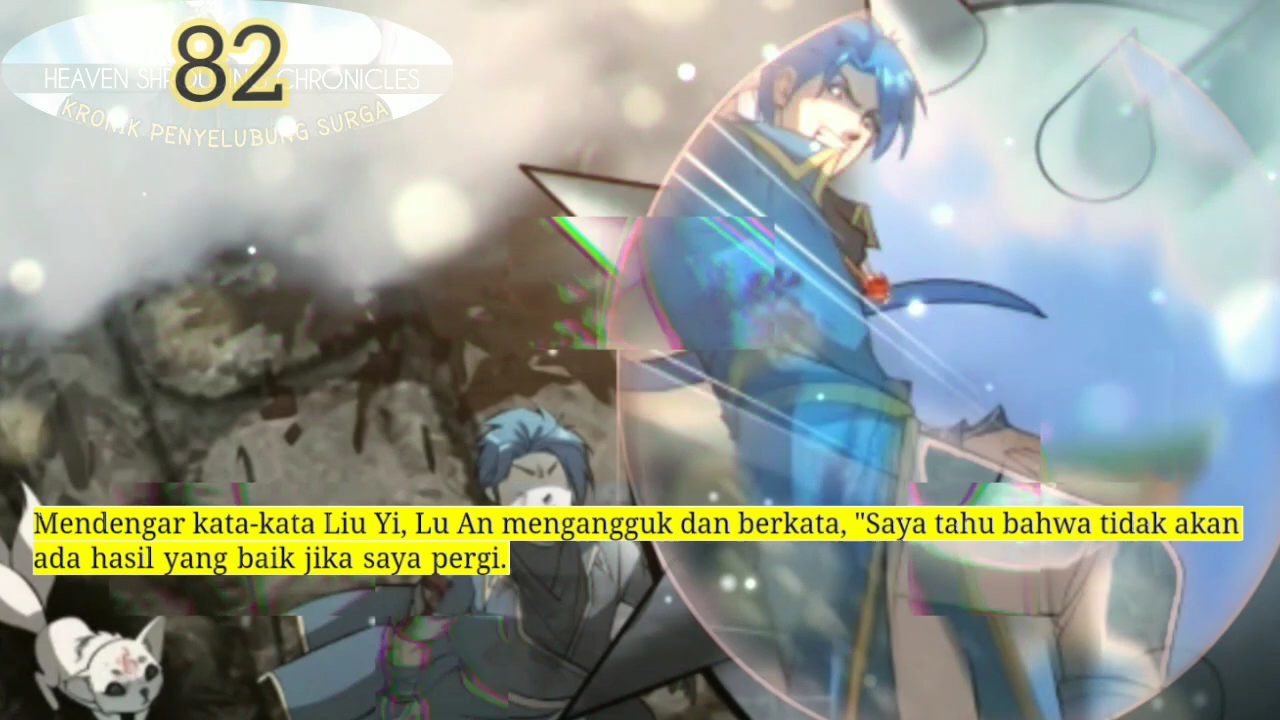 82
HEAVEN SHROUDING CHRONICLES
KRONIK PENYELUBUNG SURGA
Mendengar kata-kata Liu Yi, Lu An mengangguk dan berkata, "Saya tahu bahwa tidak akan
ada hasil yang baik jika saya pergi.